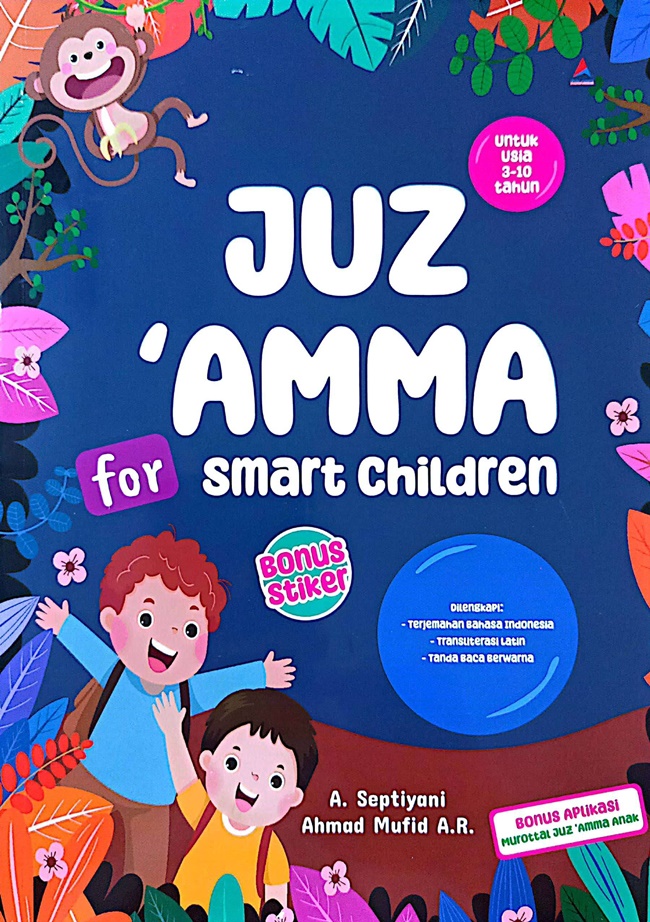 Untuk
Usia
3-10
tahun
JUZ
'AMMA
for smart Children
BONUS
Stiker
Dilengkapi:
- Terjemahan Bahasa Indonesia
- Transliterasi Latin
- Tanda Baca Berwarna
A. Septiyani
Ahmad Mufid A.R.
BONUS APLIKASI
Murottal Juz 'Amma Anak